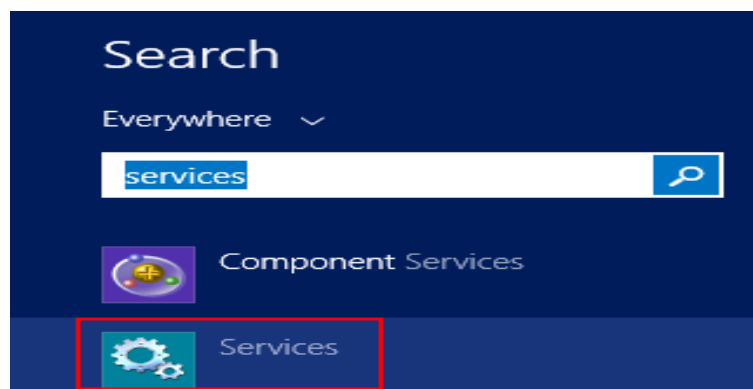 Search
Everywhere
services
Component Services
Services